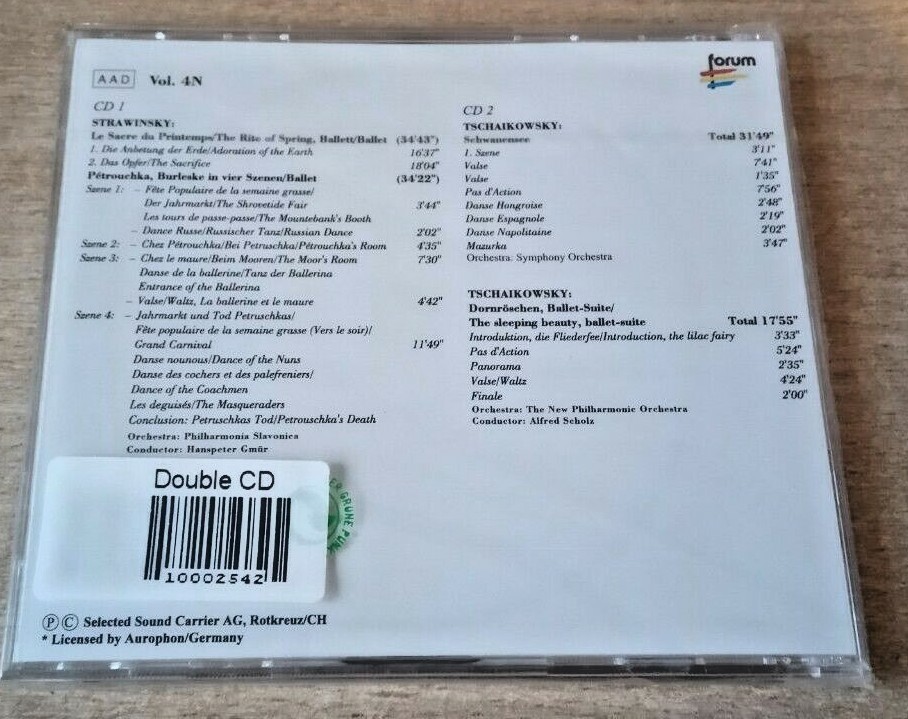 AAD Vol. 4N
forum
CD 1
STRAWINSKY:
Le Sacre du Printemps/The Rite of Spring, Ballett/Ballet (34'43")
1. Die Anbetung der Erde/Adoration of the Earth 16'37"
2. Das Opfer/The Sacrifice 18'04"
Pétrouchka, Burleske in vier Szenen/Ballet (34'22")
Szene 1: – Fête Populaire de la semaine grasse/
Der Jahrmarkt/The Shrovetide Fair 3'44"
Les tours de passe-passe/The Mountebank's Booth
– Danse Russe/Russischer Tanz/Russian Dance 2'02"
Szene 2: – Chez Pétrouchka/Bei Petruschka/Pétrouchka's Room 4'35"
Szene 3: – Chez le maure/Beim Mooren/The Moor's Room 7'30"
Danse de la ballerine/Tanz der Ballerina
Entrance of the Ballerina
– Valse/Waltz, La ballerine et le maure 4'42"
Szene 4: – Jahrmarkt und Tod Petruschkas/
Fête populaire de la semaine grasse (Vers le soir)/
Grand Carnival 11'49"
Danse nounous/Dance of the Nuns
Danse des cochers et des palefreniers/
Dance of the Coachmen
Les deguisés/The Masqueraders
Conclusion: Petruschkas Tod/Petrouschka's Death
Orchestra: Philharmonia Slavonica
Conductor: Hanspeter Gmür
CD 2
TSCHAIKOWSKY:
Schwanensee Total 31'49"
1. Szene 3'11"
Valse 7'41"
Valse 1'35"
Pas d'Action 7'56"
Danse Hongroise 2'48"
Danse Espagnole 2'19"
Danse Napolitaine 2'02"
Mazurka 3'47"
Orchestra: Symphony Orchestra
TSCHAIKOWSKY:
Dornröschen, Ballet-Suite/
The sleeping beauty, ballet-suite Total 17'55"
Introduktion, die Fliederfee/Introduction, the lilac fairy 3'33"
Pas d'Action 5'24"
Panorama 2'35"
Valse/Waltz 4'24"
Finale 2'00"
Orchestra: The New Philharmonic Orchestra
Conductor: Alfred Scholz
Double CD
10002542
ER GRÜNE PUN
Ⓟ Ⓒ Selected Sound Carrier AG, Rotkreuz/CH
* Licensed by Aurophon/Germany